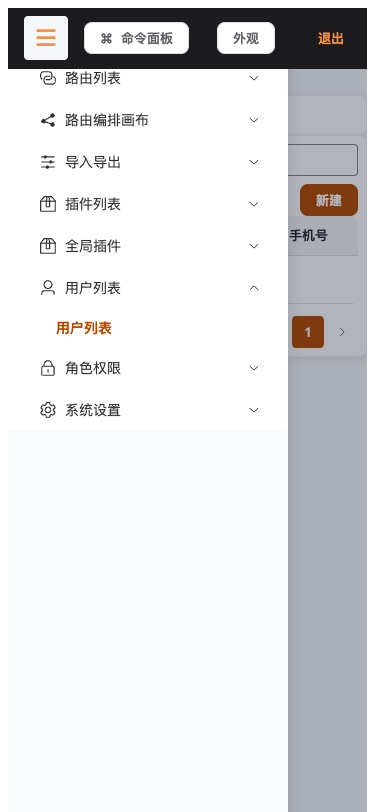 ⌘ 命令面板 外观 退出
路由列表
路由编排画布
导入导出
插件列表
新建
全局插件
手机号
用户列表
用户列表
1
角色权限
系统设置